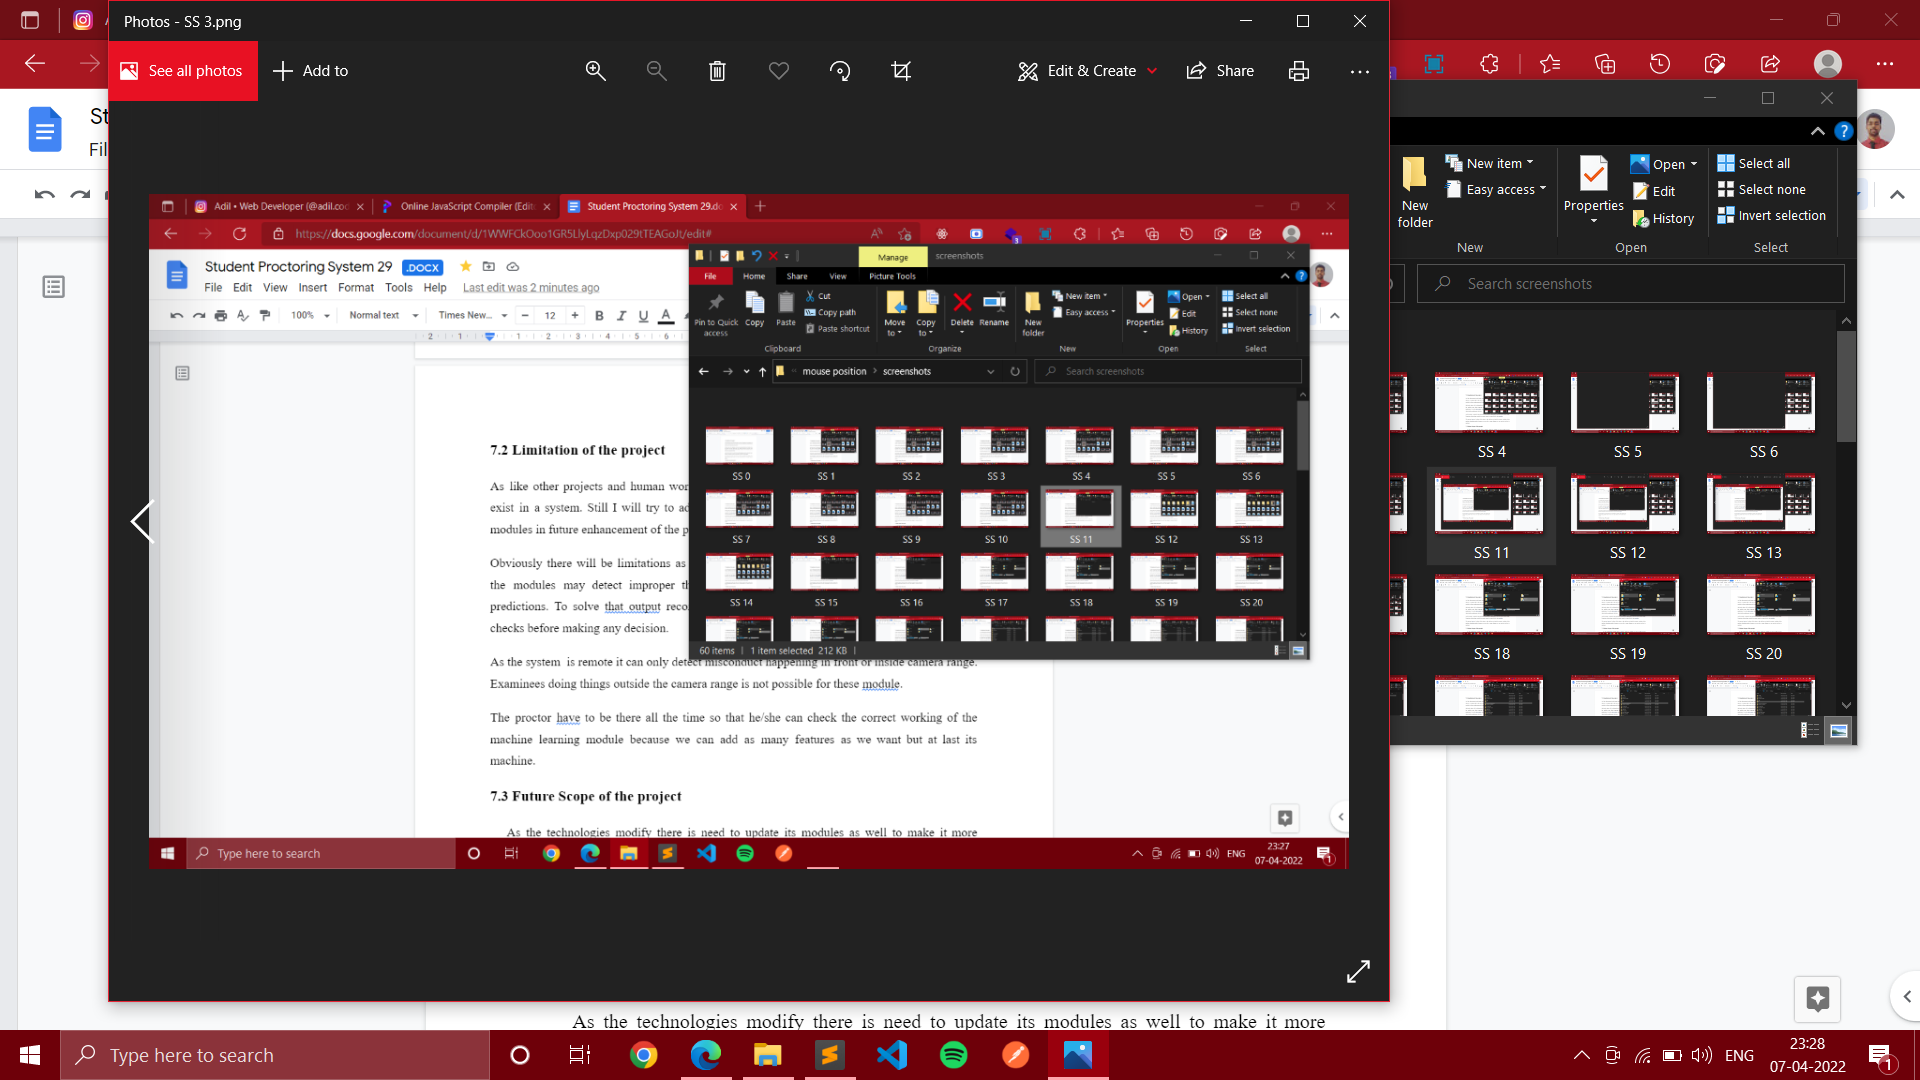 Photos - SS 3.png
See all photos
Add to
Edit & Create
Share
St
Fil
Adil • Web Developer (@adil.coc
Online JavaScript Compiler (Edit
Student Proctoring System 29.do
https://docs.google.com/document/d/1WWFCkOoo1GR5LlyLqzDxp029tTEAGoJt/edit#
Student Proctoring System 29
.DOCX
File Edit View Insert Format Tools Help
Last edit was 2 minutes ago
100% Normal text Times New... 12 B I U A
2 1 1 2 3 4 5 6
7.2 Limitation of the project
As like other projects and human wor
exist in a system. Still I will try to ad
modules in future enhancement of the p
Obviously there will be limitations as
the modules may detect improper th
predictions. To solve that output reco
checks before making any decision.
As the system is remote it can only detect misconduct happening in front or inside camera range.
Examinees doing things outside the camera range is not possible for these module.
The proctor have to be there all the time so that he/she can check the correct working of the
machine learning module because we can add as many features as we want but at last its
machine.
7.3 Future Scope of the project
As the technologies modify there is need to update its modules as well to make it more
Manage
screenshots
File Home Share View Picture Tools
Pin to Quick access
Copy
Paste
Cut
Copy path
Paste shortcut
Move to
Copy to
Delete
Rename
New folder
New item
Easy access
Properties
Open
Edit
History
Select all
Select none
Invert selection
Clipboard Organize New Open Select
mouse position > screenshots
Search screenshots
SS 0 SS 1 SS 2 SS 3 SS 4 SS 5 SS 6
SS 7 SS 8 SS 9 SS 10 SS 11 SS 12 SS 13
SS 14 SS 15 SS 16 SS 17 SS 18 SS 19 SS 20
60 items 1 item selected 212 KB
Type here to search
ENG
23:27
07-04-2022
1
New folder
New item
Easy access
Properties
Open
Edit
History
Select all
Select none
Invert selection
New Open Select
Search screenshots
SS 4 SS 5 SS 6
SS 11 SS 12 SS 13
SS 18 SS 19 SS 20
As the technologies modify there is need to update its modules as well to make it more
Type here to search
ENG
23:28
07-04-2022
1